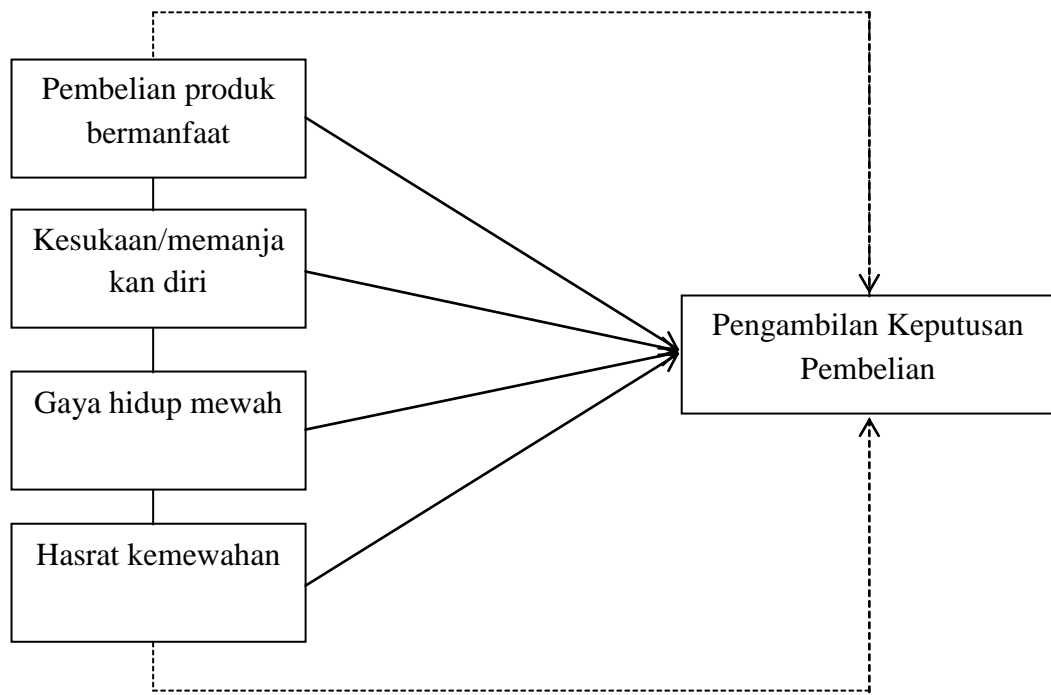 Pembelian produk
bermanfaat
Kesukaan/memanja
kan diri
Gaya hidup mewah
Hasrat kemewahan
Pengambilan Keputusan
Pembelian